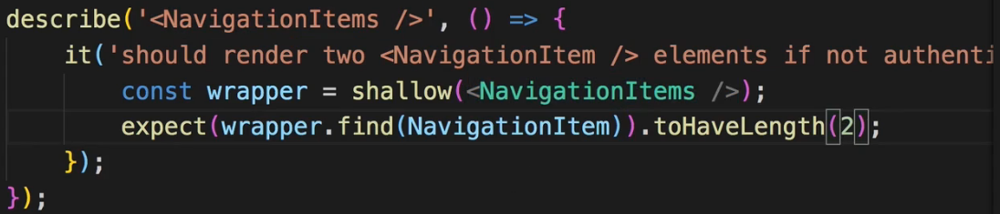 describe('<NavigationItems />', () => {
it('should render two <NavigationItem /> elements if not authenti
const wrapper = shallow(<NavigationItems />);
expect(wrapper.find(NavigationItem)).toHaveLength(2);
});
});